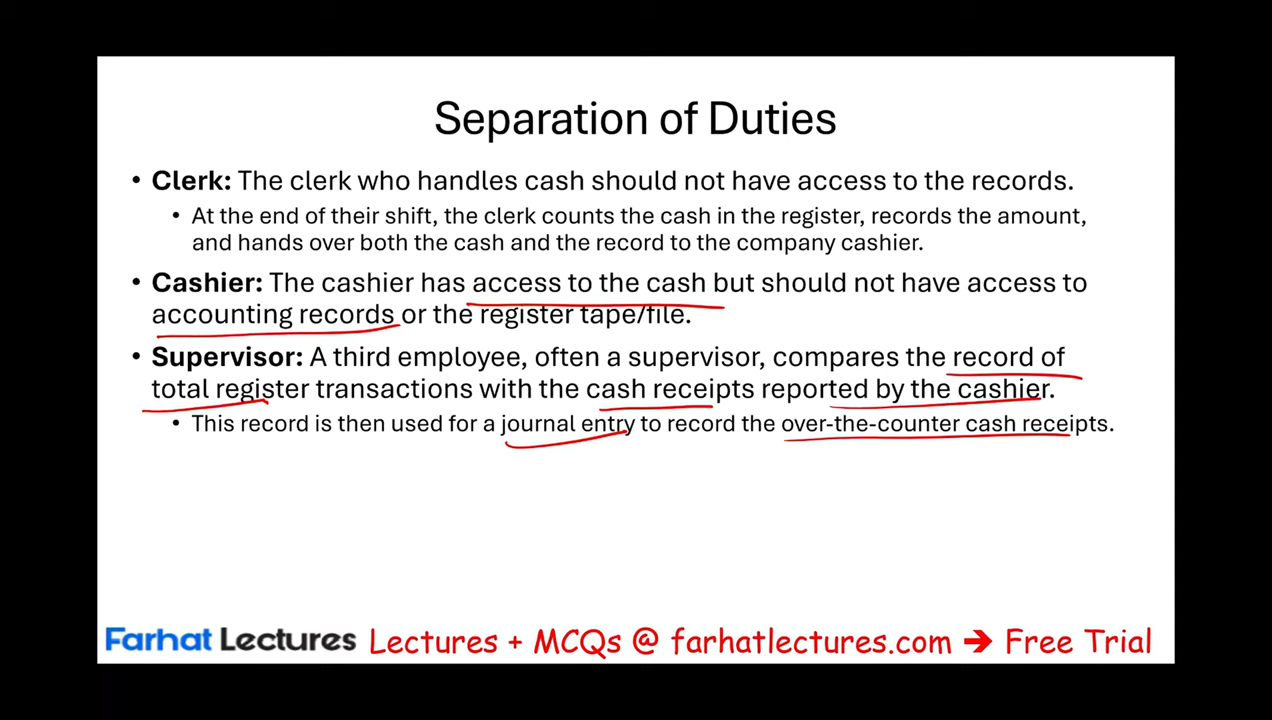 Separation of Duties
• Clerk: The clerk who handles cash should not have access to the records.
• At the end of their shift, the clerk counts the cash in the register, records the amount,
and hands over both the cash and the record to the company cashier.
• Cashier: The cashier has access to the cash but should not have access to
accounting records or the register tape/file.
• Supervisor: A third employee, often a supervisor, compares the record of
total register transactions with the cash receipts reported by the cashier.
• This record is then used for a journal entry to record the over-the-counter cash receipts.
Farhat Lectures Lectures + MCQs @ farhatlectures.com ➔ Free Trial